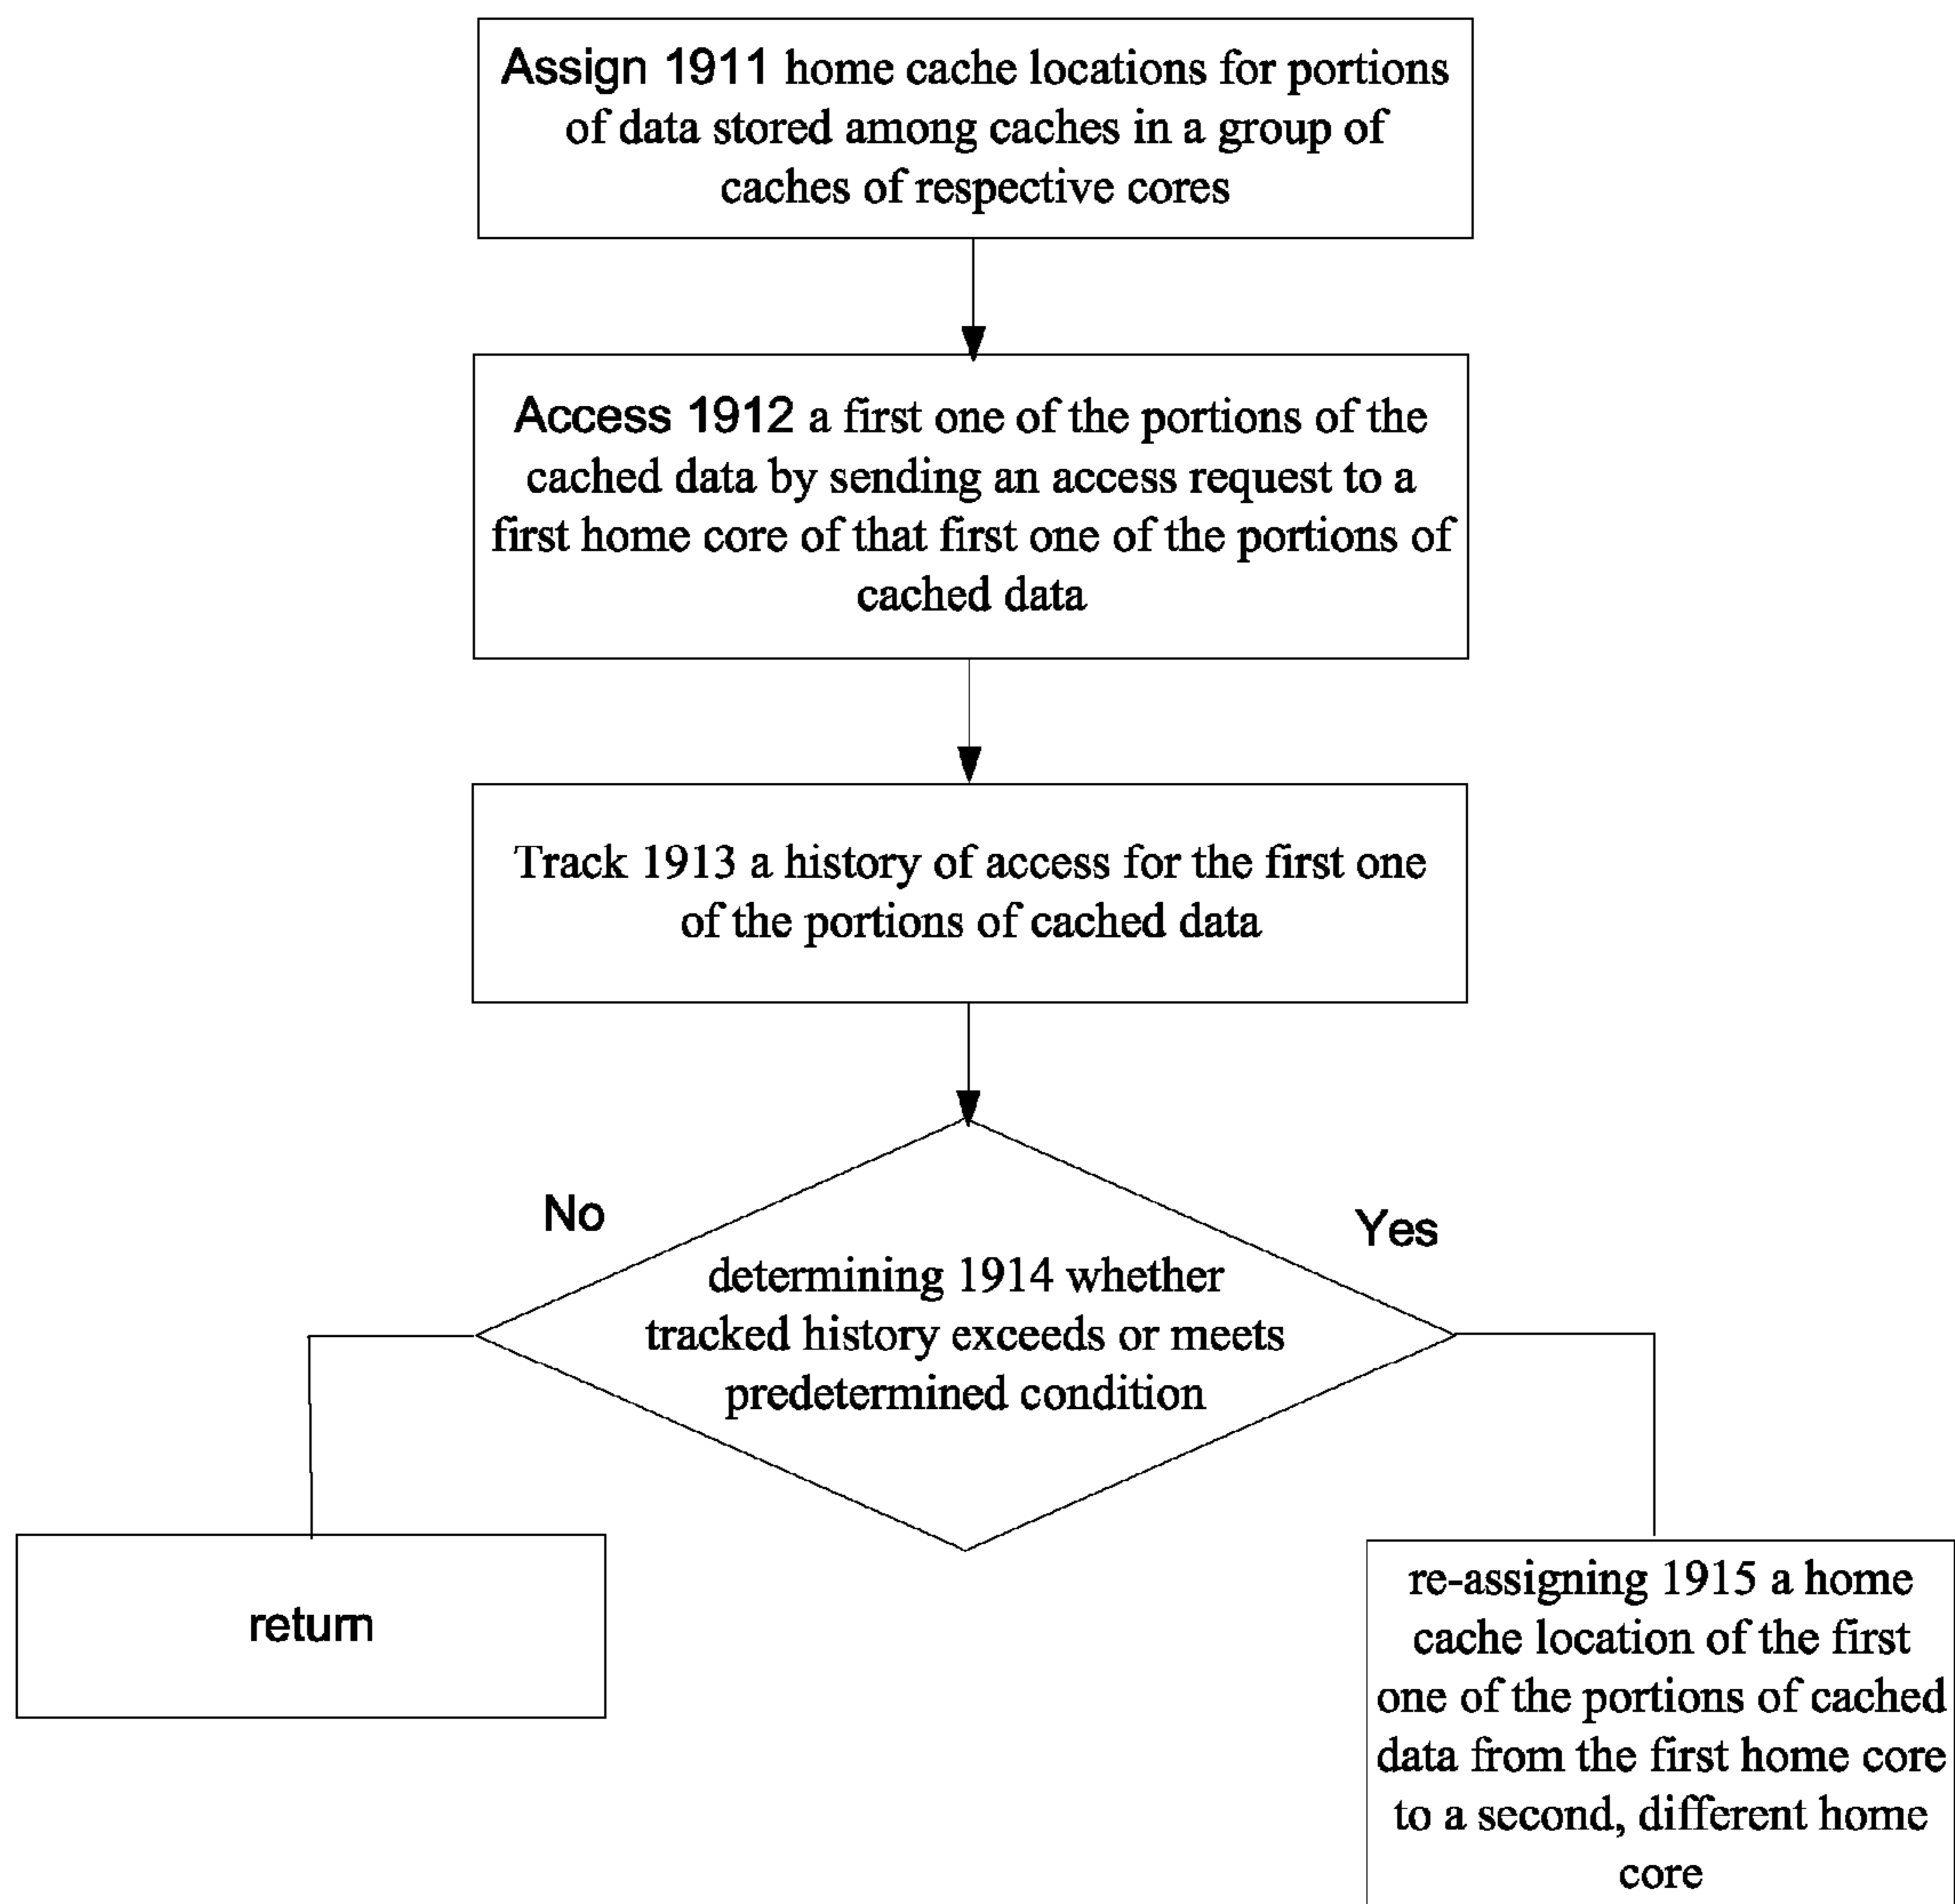 Assign 1911 home cache locations for portions
of data stored among caches in a group of
caches of respective cores
Access 1912 a first one of the portions of the
cached data by sending an access request to a
first home core of that first one of the portions of
cached data
Track 1913 a history of access for the first one
of the portions of cached data
No
Yes
determining 1914 whether
tracked history exceeds or meets
predetermined condition
return
re-assigning 1915 a home
cache location of the first
one of the portions of cached
data from the first home core
to a second, different home
core